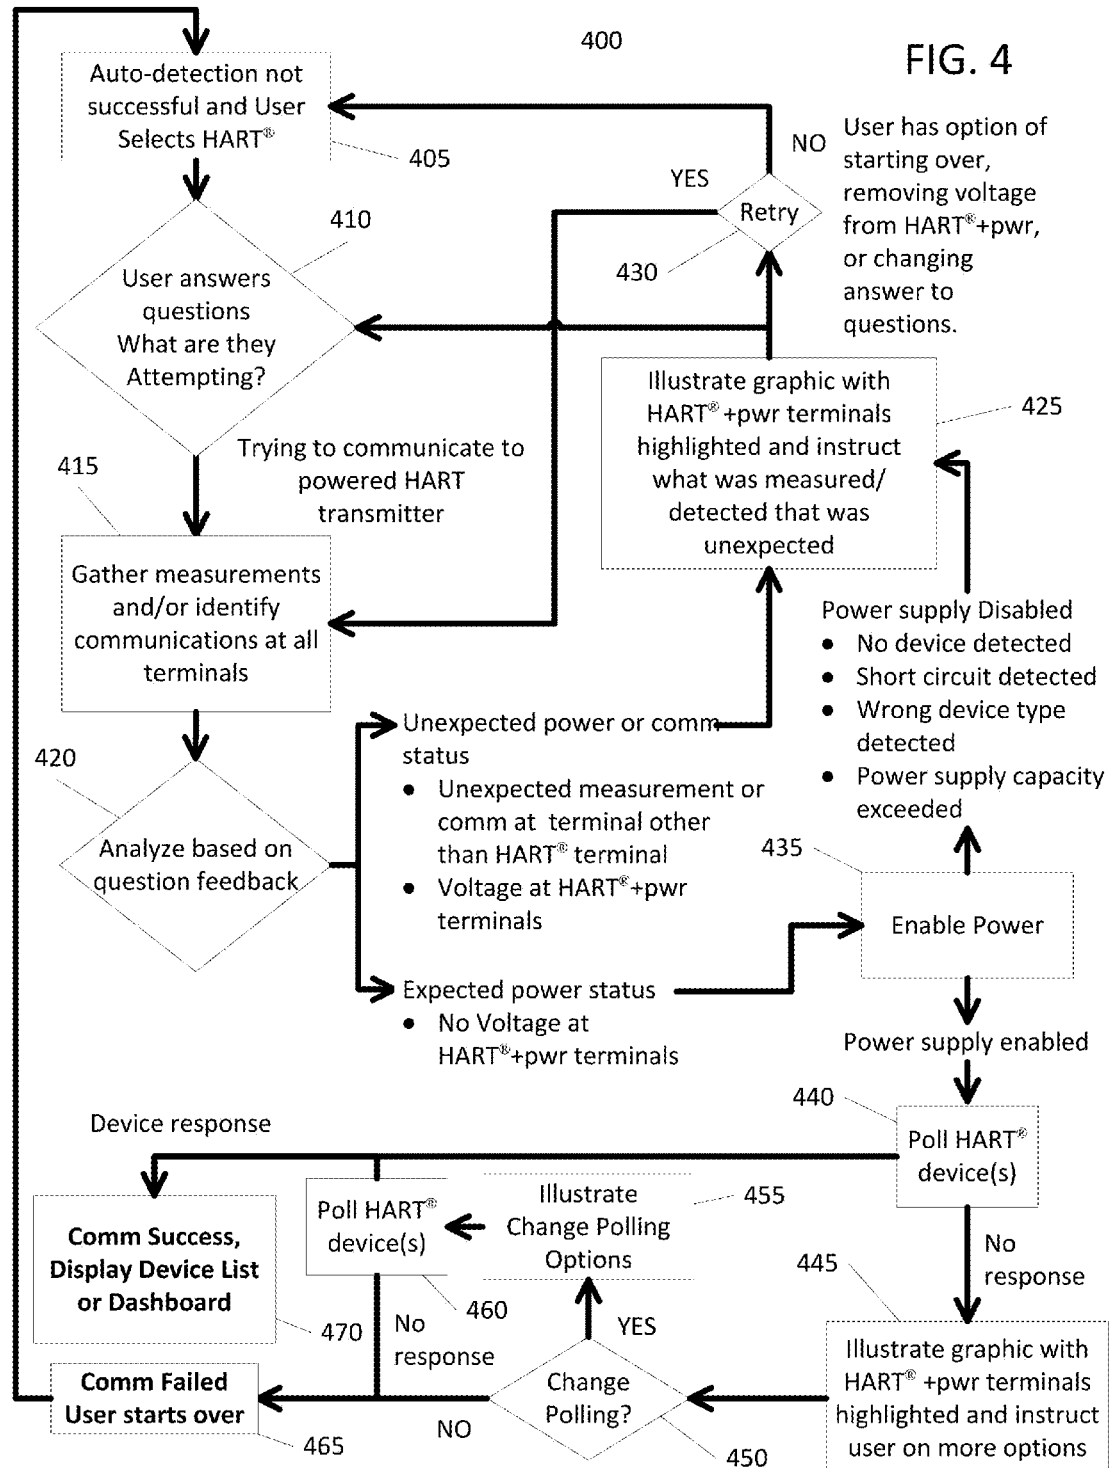 400
FIG. 4
Auto-detection not
successful and User
Selects HART®
405
NO
User has option of
starting over,
removing voltage
from HART®+pwr,
or changing
answer to
questions.
YES
Retry
430
410
User answers
questions
What are they
Attempting?
Illustrate graphic with
HART® +pwr terminals
highlighted and instruct
what was measured/
detected that was
unexpected
425
Trying to communicate to
powered HART
transmitter
415
Gather measurements
and/or identify
communications at all
terminals
Power supply Disabled
● No device detected
● Short circuit detected
● Wrong device type
detected
● Power supply capacity
exceeded
420
Analyze based on
question feedback
Unexpected power or comm
status
● Unexpected measurement or
comm at terminal other
than HART® terminal
● Voltage at HART®+pwr
terminals
435
Enable Power
Expected power status
● No Voltage at
HART®+pwr terminals
Power supply enabled
440
Poll HART®
device(s)
Device response
Comm Success,
Display Device List
or Dashboard
470
Poll HART®
device(s)
460
Illustrate
Change Polling
Options
455
No
response
445
Illustrate graphic with
HART® +pwr terminals
highlighted and instruct
user on more options
YES
Change
Polling?
450
NO
No
response
Comm Failed
User starts over
465